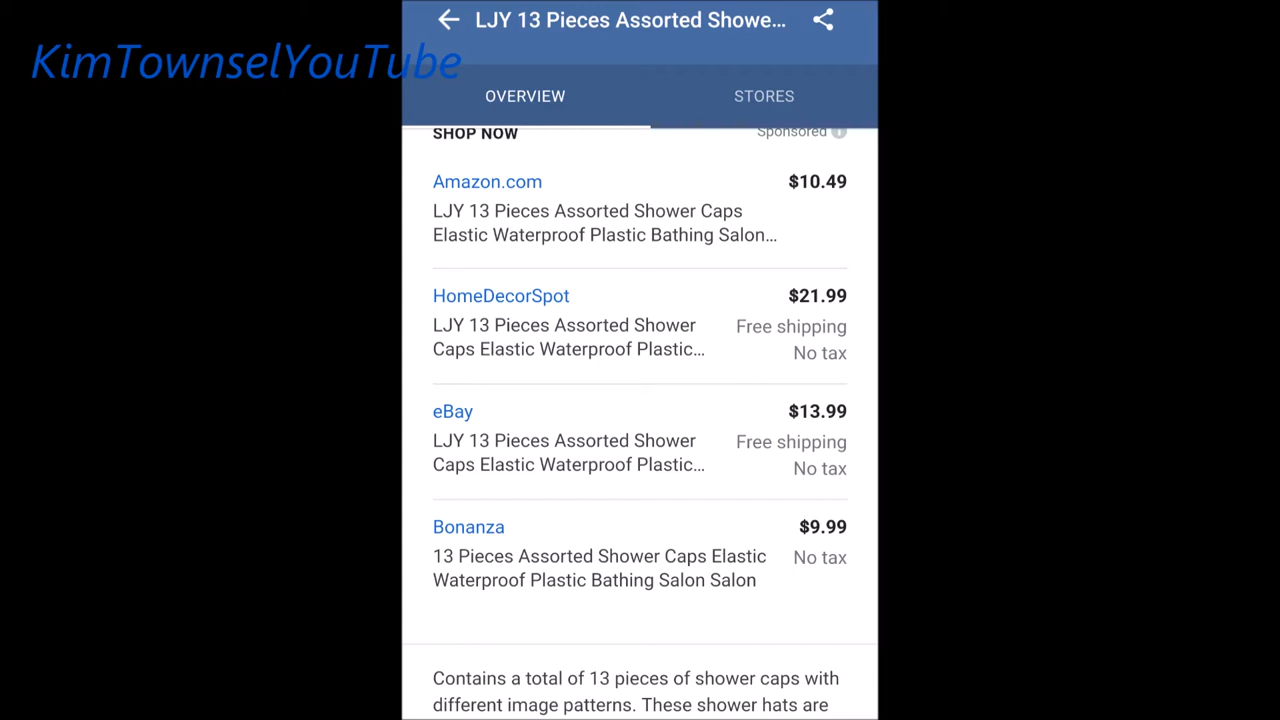 LJY 13 Pieces Assorted Showe...
KimTownselYouTube
OVERVIEW STORES
SHOP NOW Sponsored
Amazon.com $10.49
LJY 13 Pieces Assorted Shower Caps
Elastic Waterproof Plastic Bathing Salon...
HomeDecorSpot $21.99
LJY 13 Pieces Assorted Shower Free shipping
Caps Elastic Waterproof Plastic... No tax
eBay $13.99
LJY 13 Pieces Assorted Shower Free shipping
Caps Elastic Waterproof Plastic... No tax
Bonanza $9.99
13 Pieces Assorted Shower Caps Elastic No tax
Waterproof Plastic Bathing Salon Salon
Contains a total of 13 pieces of shower caps with
different image patterns. These shower hats are